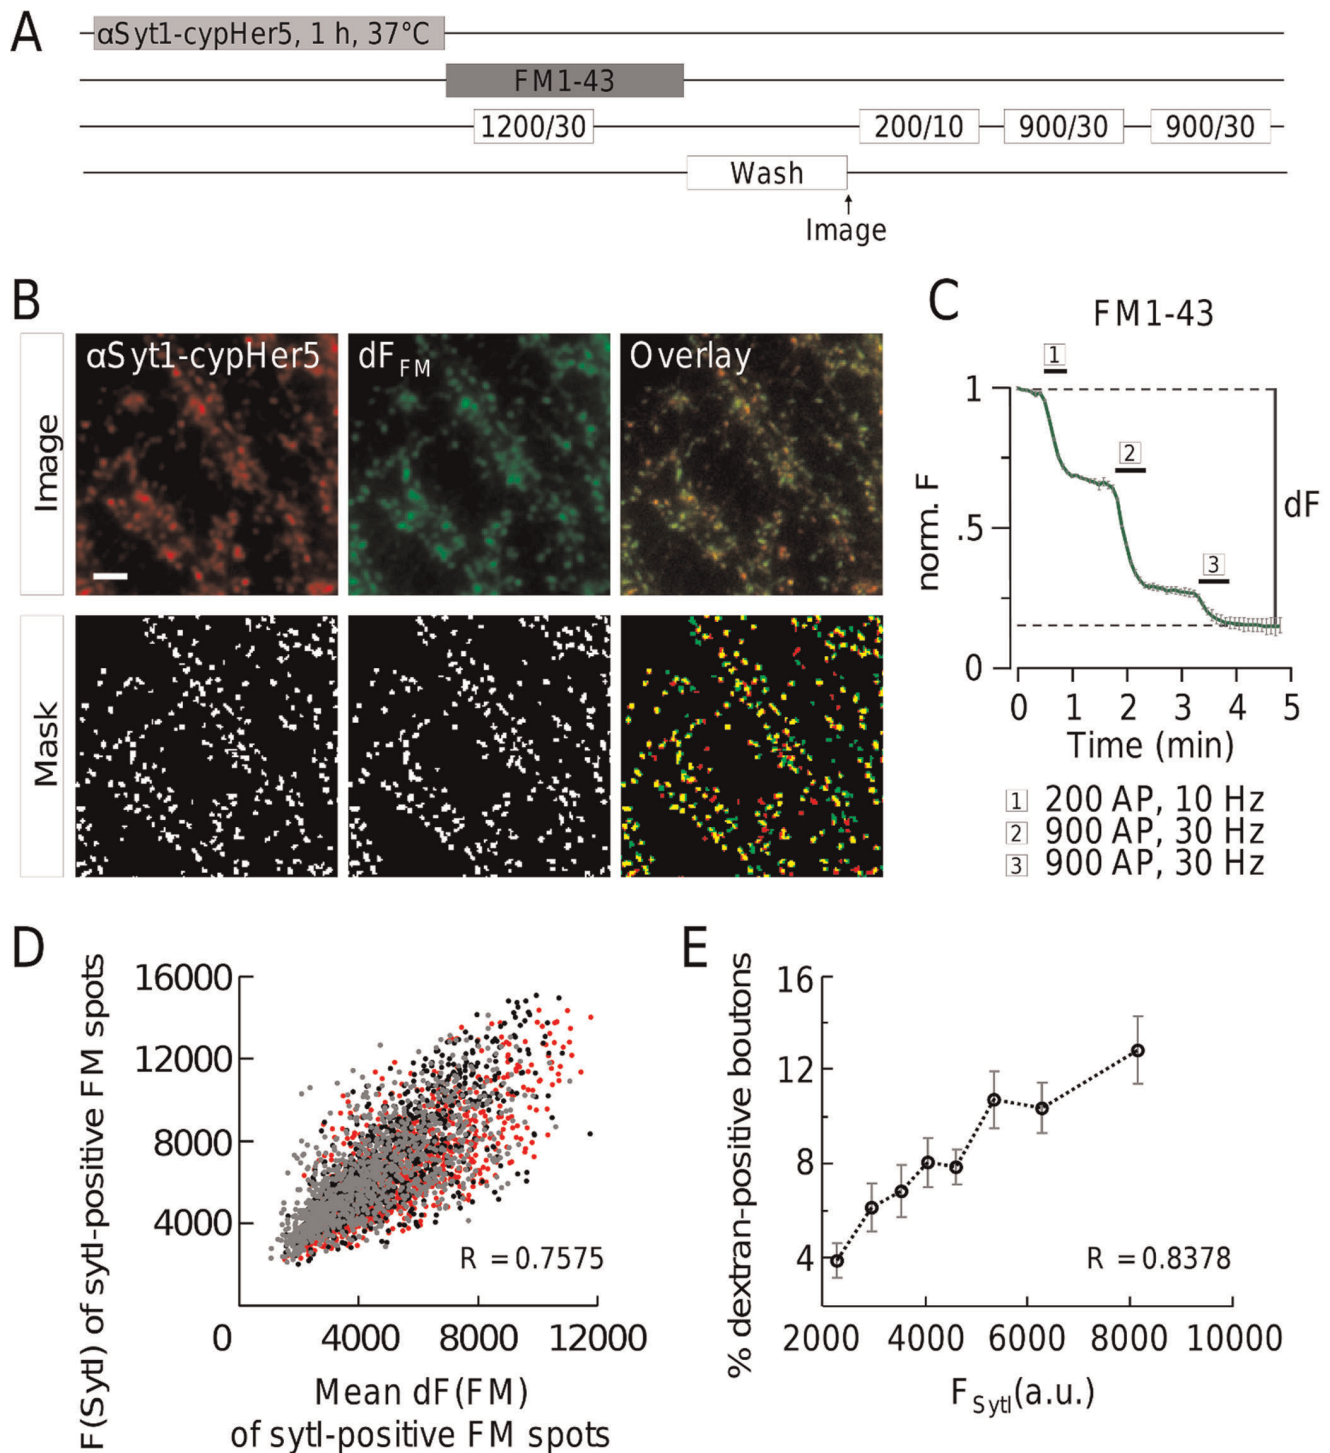 A
αSyt1-cypHer5, 1 h, 37°C
FM1-43
1200/30
200/10
900/30
900/30
Wash
Image
B
Image
αSyt1-cypHer5
dF FM
Overlay
Mask
C
FM1-43
1
2
3
1
.5
0
norm. F
dF
0 1 2 3 4 5
Time (min)
1 200 AP, 10 Hz
2 900 AP, 30 Hz
3 900 AP, 30 Hz
D
F(SytI) of sytI-positive FM spots
16000
12000
8000
4000
R = 0.7575
0 4000 8000 12000
Mean dF(FM)
of sytI-positive FM spots
E
% dextran-positive boutons
16
12
8
4
R = 0.8378
2000 4000 6000 8000 10000
F SytI (a.u.)